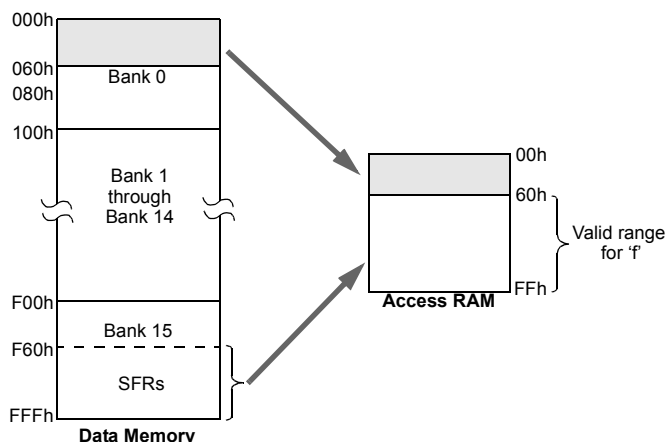 000h
060h
Bank 0
080h
100h
Bank 1
through
Bank 14
F00h
Bank 15
F60h
SFRs
FFFh
Data Memory
00h
60h
Valid range
for ‘f’
FFh
Access RAM